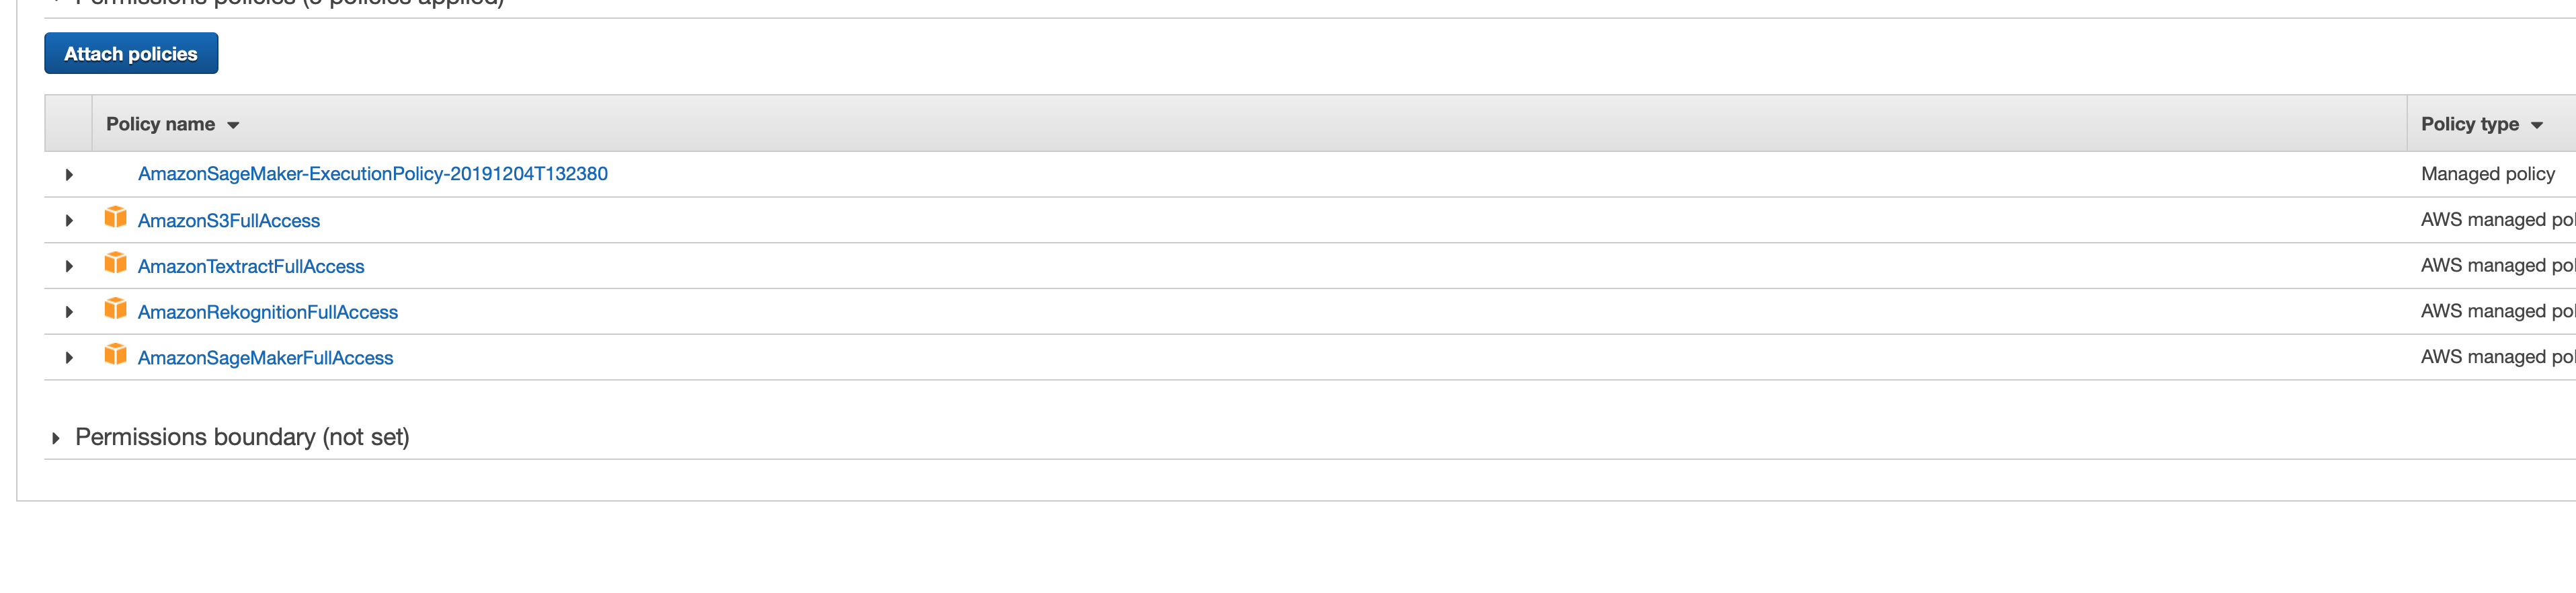 Permissions policies (5 policies applied)
Attach policies
Policy name Policy type
AmazonSageMaker-ExecutionPolicy-20191204T132380 Managed policy
AmazonS3FullAccess AWS managed pol
AmazonTextractFullAccess AWS managed pol
AmazonRekognitionFullAccess AWS managed pol
AmazonSageMakerFullAccess AWS managed pol
Permissions boundary (not set)